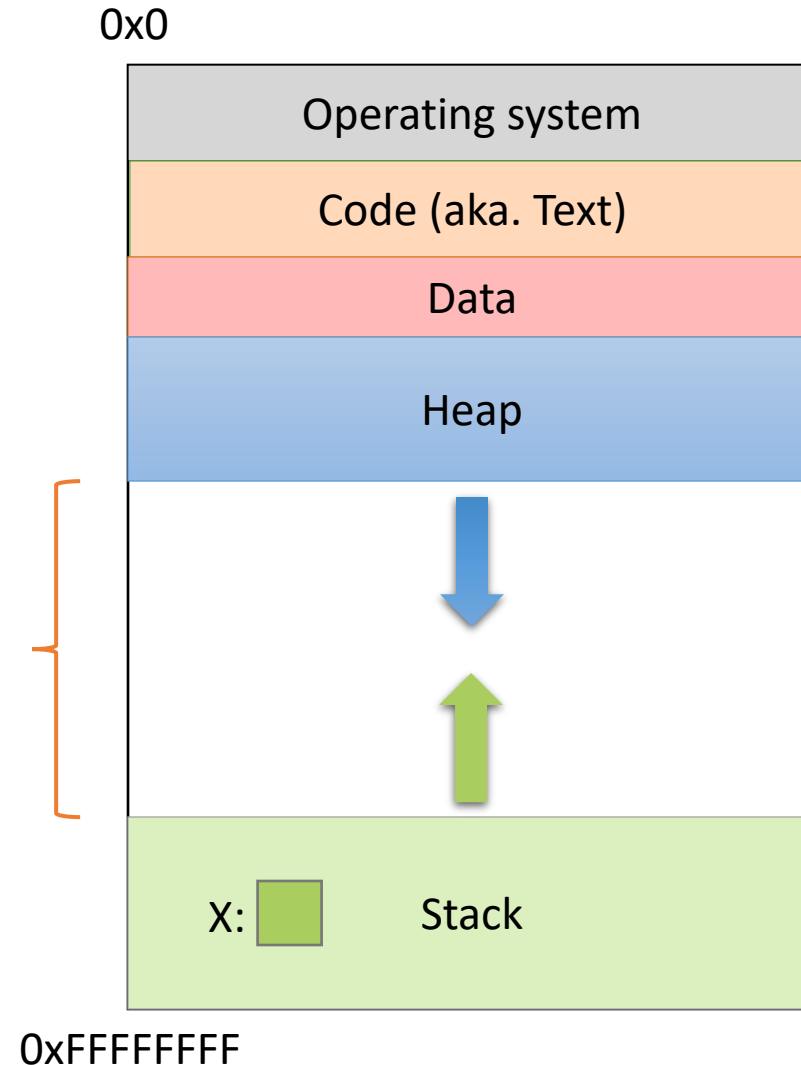 0x0
Operating system
Code (aka. Text)
Data
Heap
X:
Stack
0xFFFFFFFF